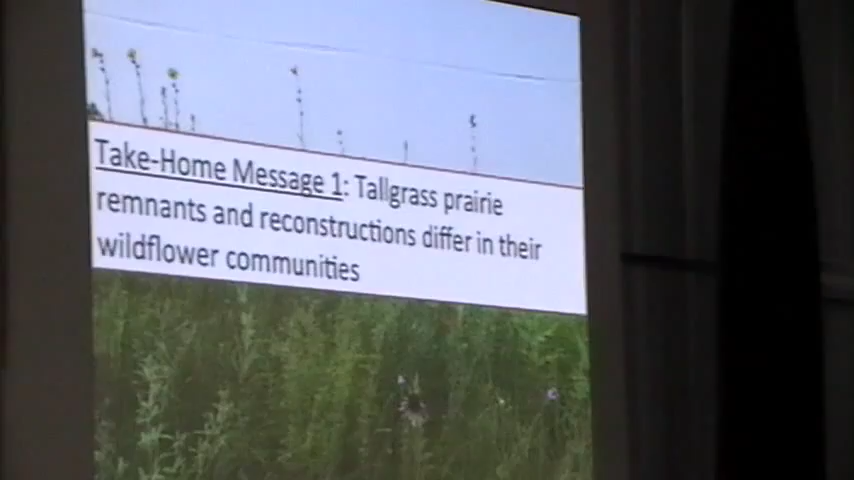 Take-Home Message 1: Tallgrass prairie
remnants and reconstructions differ in their
wildflower communities